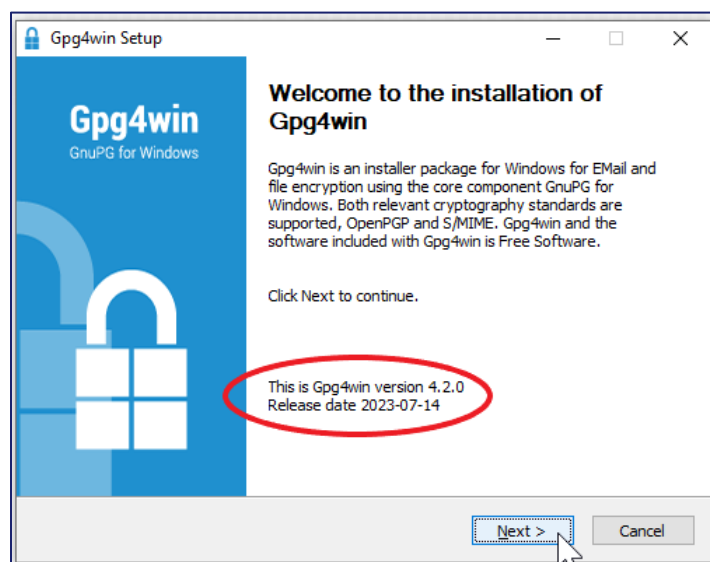 Gpg4win Setup
Gpg4win
GnuPG for Windows
Welcome to the installation of
Gpg4win
Gpg4win is an installer package for Windows for EMail and
file encryption using the core component GnuPG for
Windows. Both relevant cryptography standards are
supported, OpenPGP and S/MIME. Gpg4win and the
software included with Gpg4win is Free Software.
Click Next to continue.
This is Gpg4win version 4.2.0
Release date 2023-07-14
Next >
Cancel